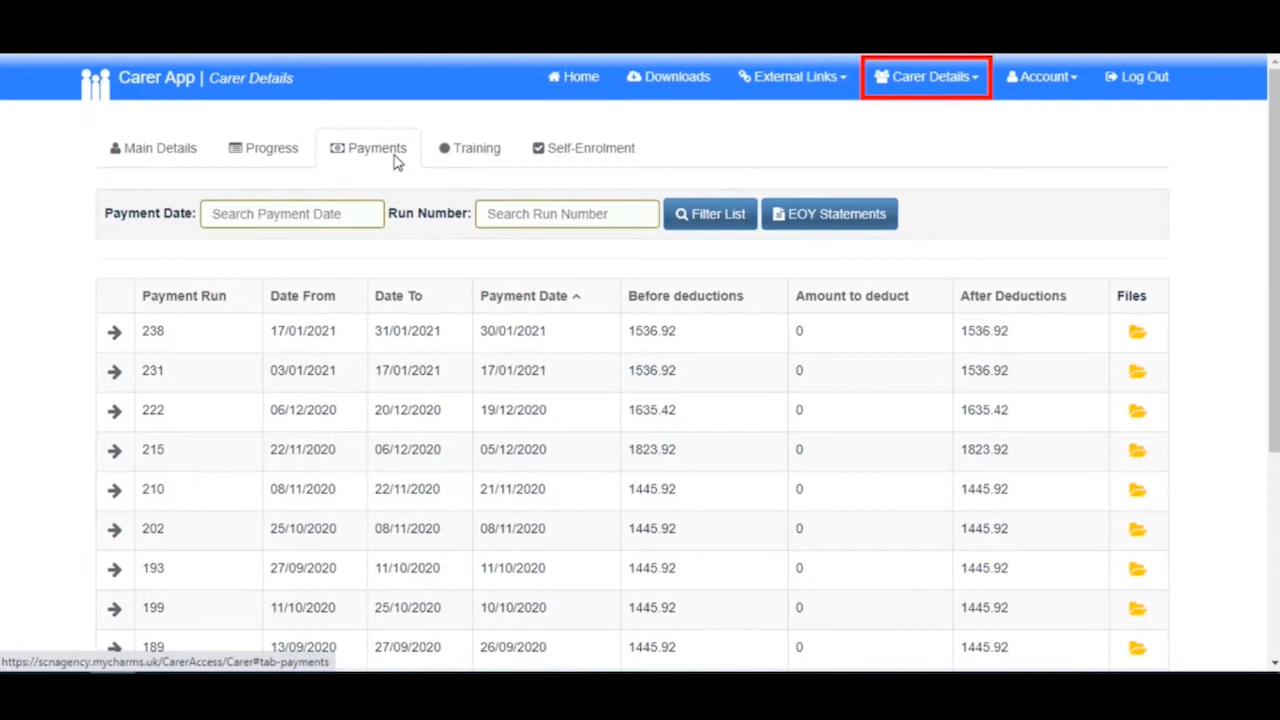 Carer App | Carer Details Home Downloads External Links Carer Details Account Log Out
Main Details Progress Payments Training Self-Enrolment
Payment Date: Search Payment Date Run Number: Search Run Number Filter List EOY Statements
Payment Run Date From Date To Payment Date Before deductions Amount to deduct After Deductions Files
238 17/01/2021 31/01/2021 30/01/2021 1536.92 0 1536.92
231 03/01/2021 17/01/2021 17/01/2021 1536.92 0 1536.92
222 06/12/2020 20/12/2020 19/12/2020 1635.42 0 1635.42
215 22/11/2020 06/12/2020 05/12/2020 1823.92 0 1823.92
210 08/11/2020 22/11/2020 21/11/2020 1445.92 0 1445.92
202 25/10/2020 08/11/2020 08/11/2020 1445.92 0 1445.92
193 27/09/2020 11/10/2020 11/10/2020 1445.92 0 1445.92
199 11/10/2020 25/10/2020 10/10/2020 1445.92 0 1445.92
189 13/09/2020 27/09/2020 26/09/2020 1445.92 0 1445.92
https://scnagency.mycharms.uk/CarerAccess/Carer#tab-payments